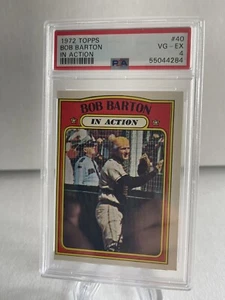 1972 TOPPS #40
BOB BARTON VG-EX
IN ACTION 4
PSA 55044284
BOB BARTON
IN ACTION